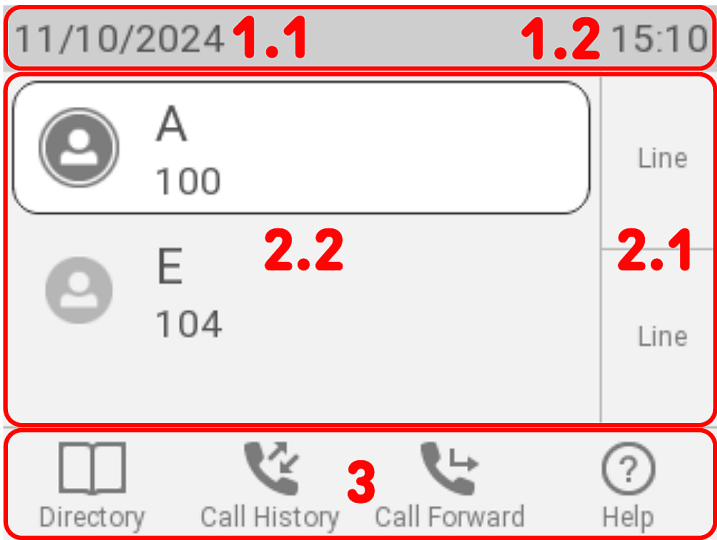 11/10/2024 1.1 1.2 15:10
A
100
Line
2.2 2.1
E
104
Line
3
Directory Call History Call Forward Help